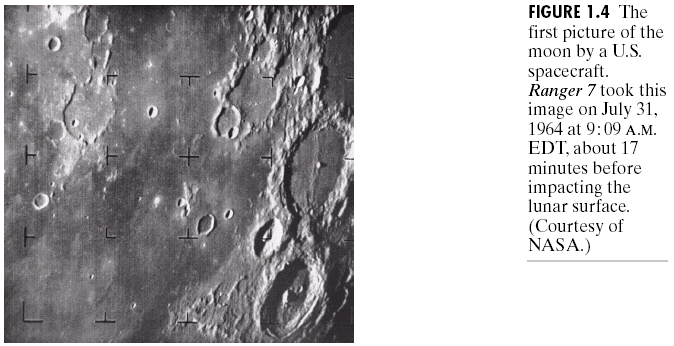 FIGURE 1.4 The
first picture of the
moon by a U.S.
spacecraft.
Ranger 7 took this
image on July 31,
1964 at 9:09 A.M.
EDT, about 17
minutes before
impacting the
lunar surface.
(Courtesy of
NASA.)